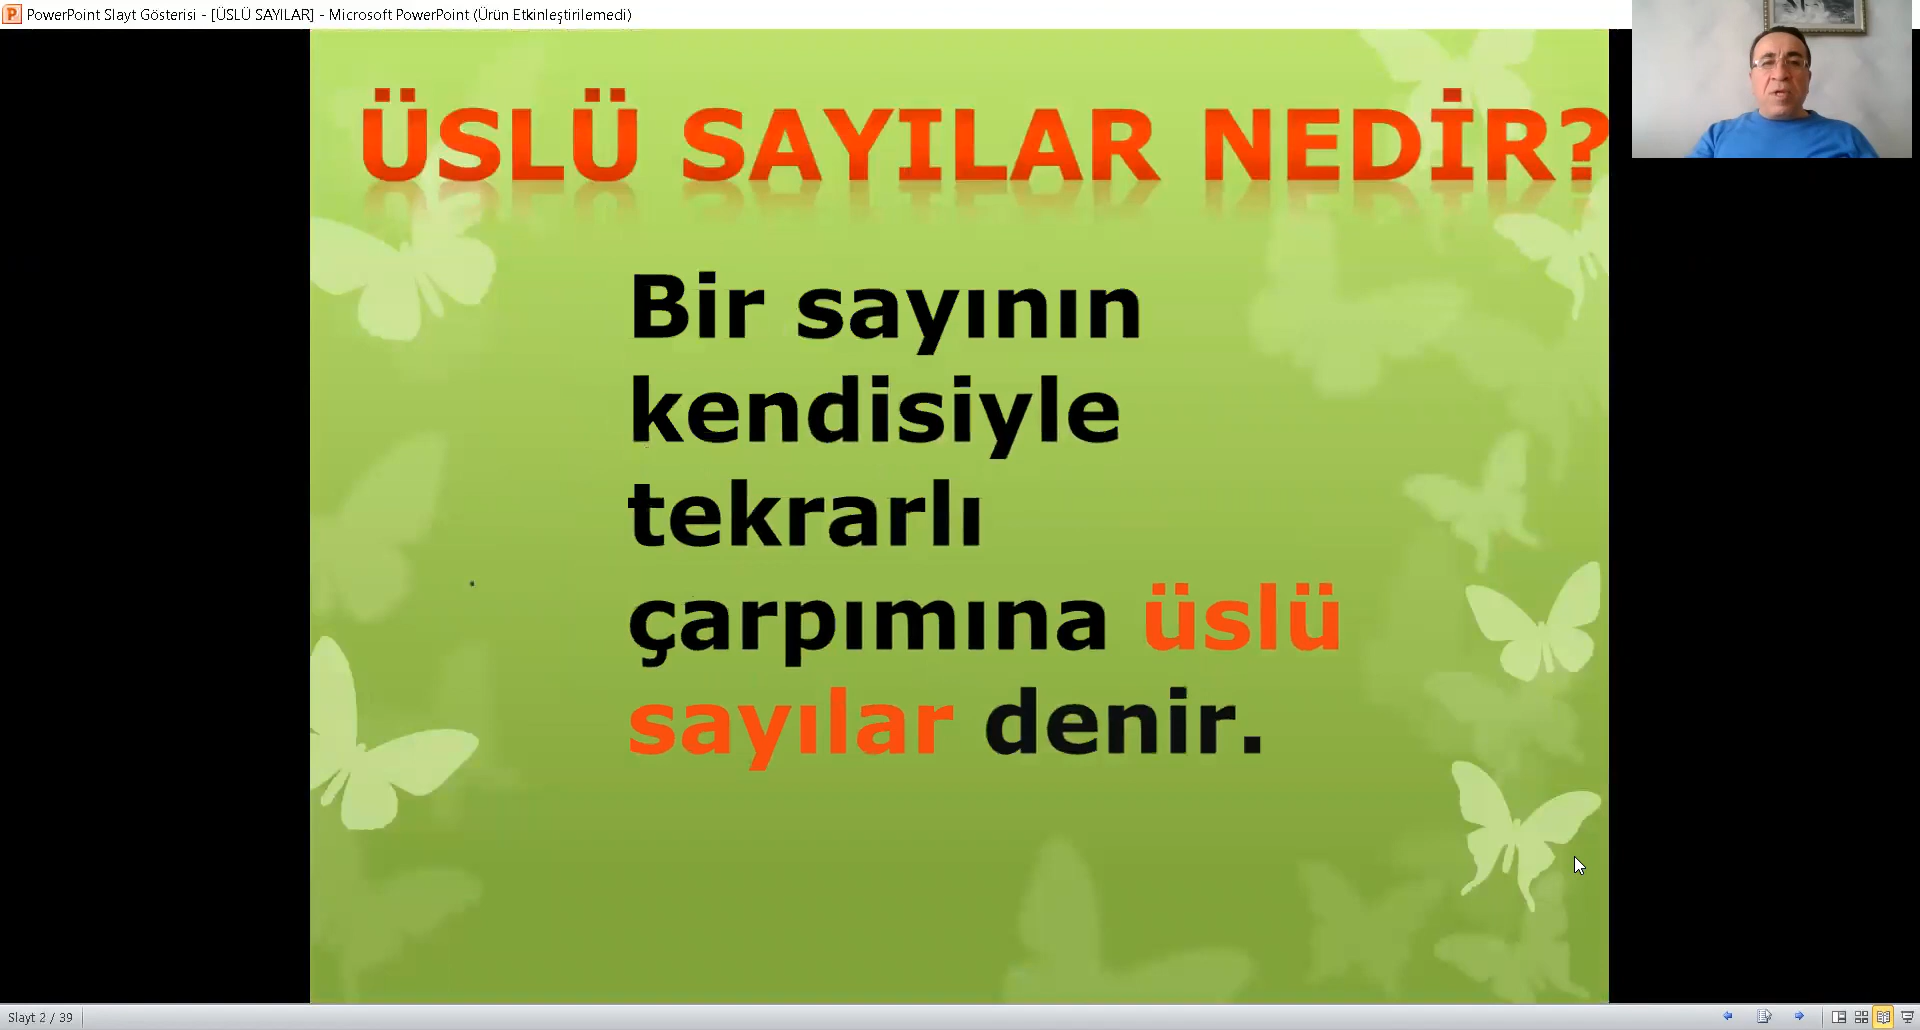 PowerPoint Slayt Gösterisi - [ÜSLÜ SAYILAR] - Microsoft PowerPoint (Ürün Etkinleştirilemedi)
ÜSLÜ SAYILAR NEDİR?
Bir sayının
kendisiyle
tekrarlı
çarpımına üslü
sayılar denir.
Slayt 2 / 39